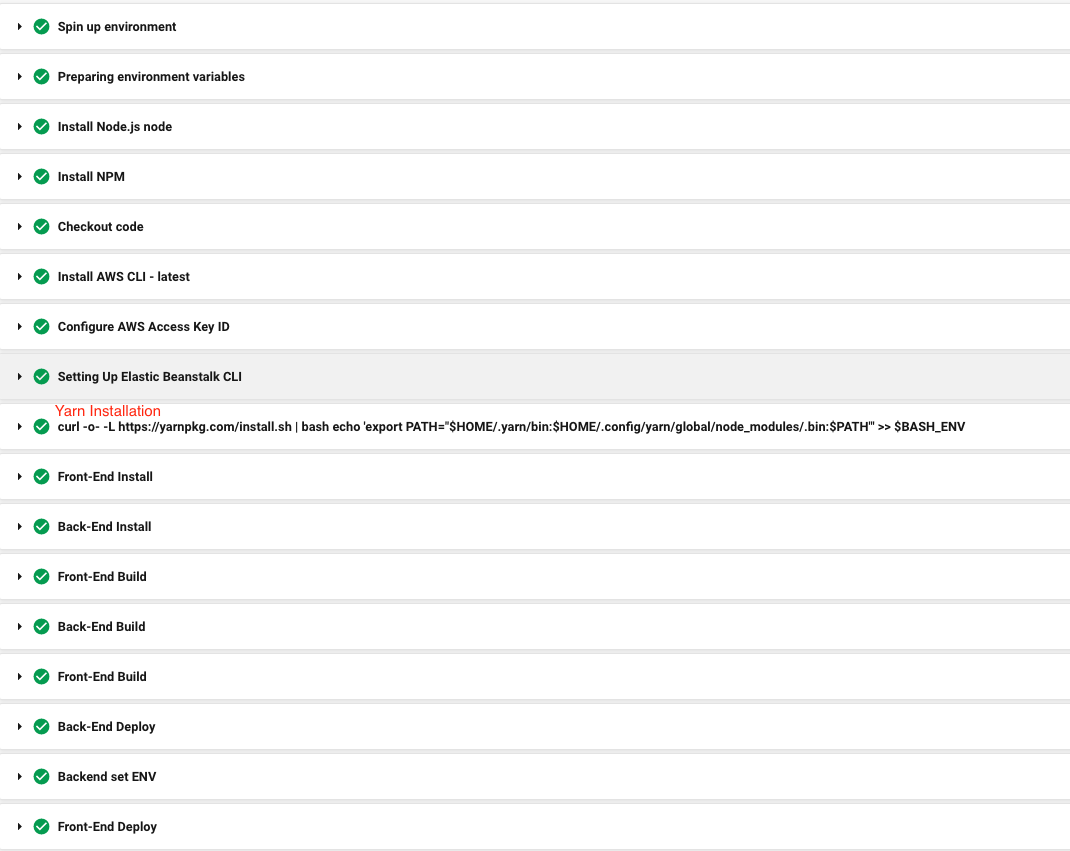 Spin up environment
Preparing environment variables
Install Node.js node
Install NPM
Checkout code
Install AWS CLI - latest
Configure AWS Access Key ID
Setting Up Elastic Beanstalk CLI
Yarn Installation
curl -o- -L https://yarnpkg.com/install.sh | bash echo 'export PATH="$HOME/.yarn/bin:$HOME/.config/yarn/global/node_modules/.bin:$PATH"' >> $BASH_ENV
Front-End Install
Back-End Install
Front-End Build
Back-End Build
Front-End Build
Back-End Deploy
Backend set ENV
Front-End Deploy